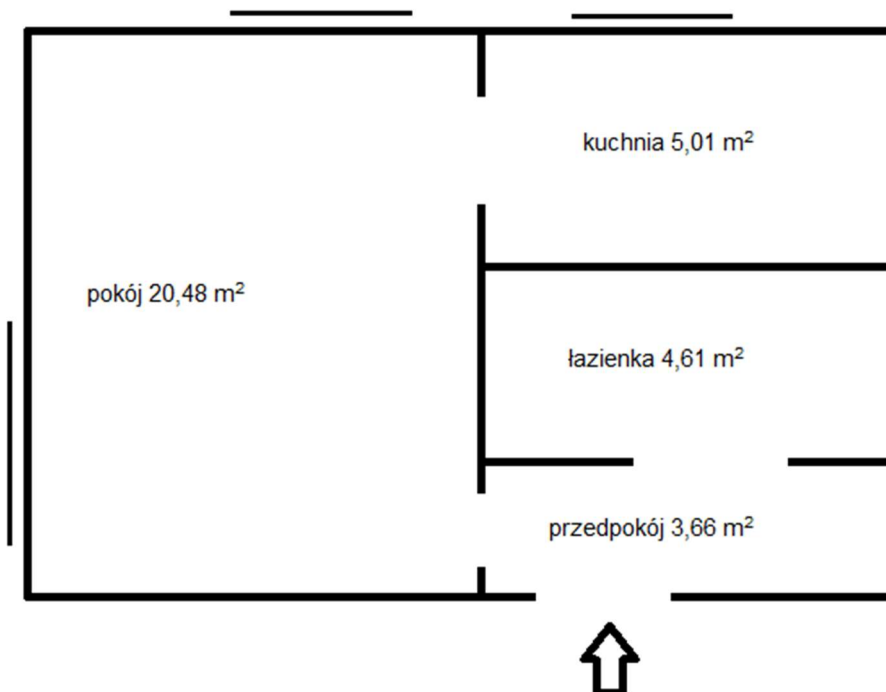 kuchnia 5,01 m²
pokój 20,48 m²
łazienka 4,61 m²
przedpokój 3,66 m²